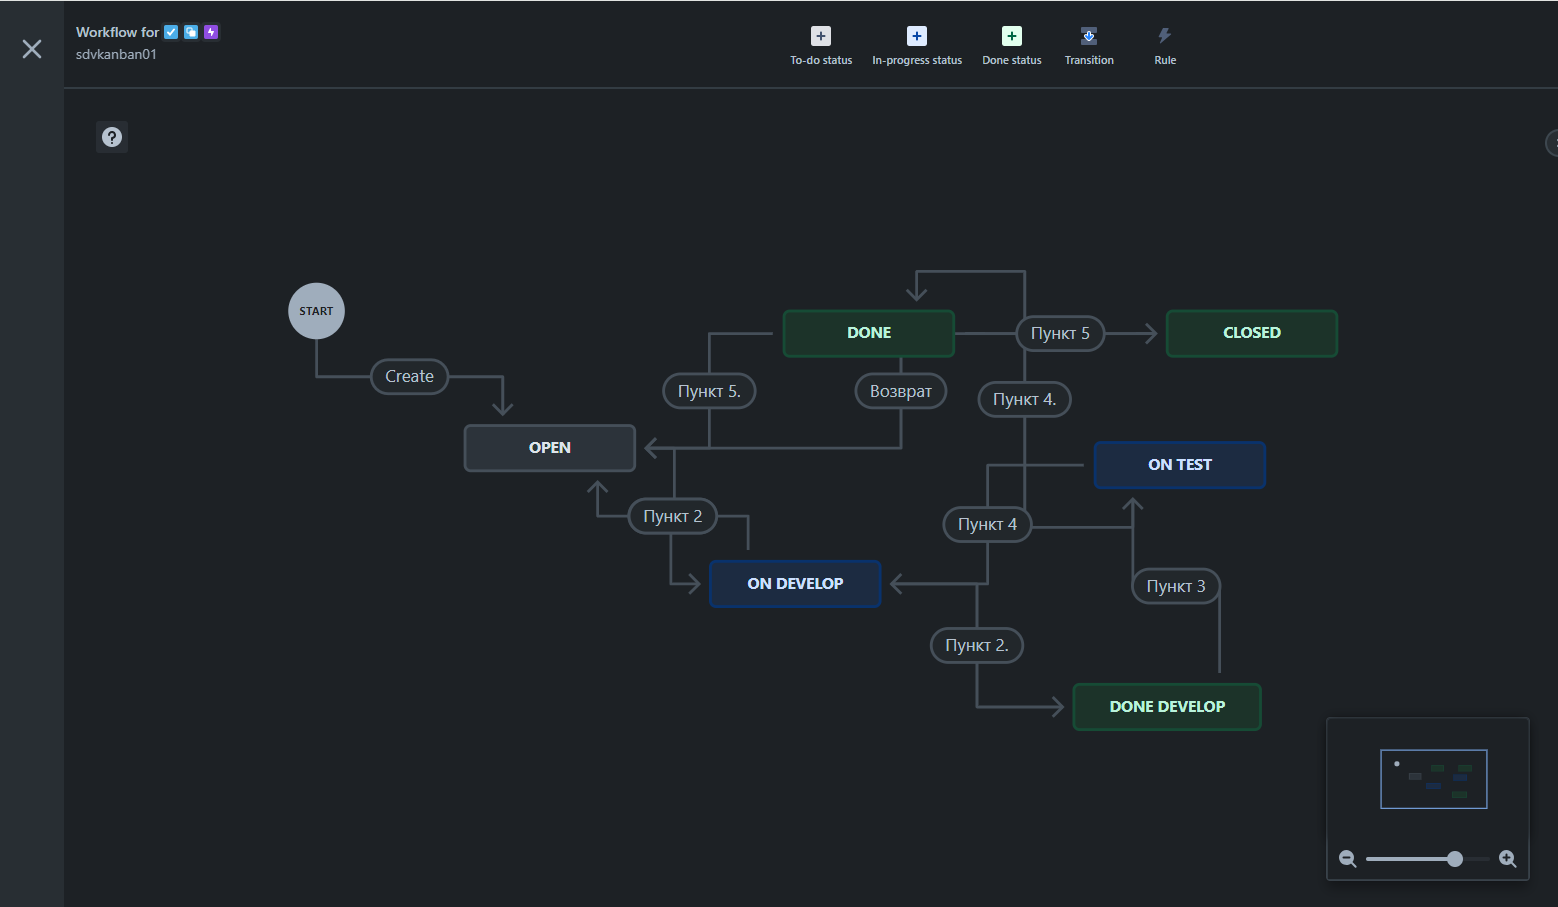 Workflow for
sdvkanban01
To-do status
In-progress status
Done status
Transition
Rule
?
START
DONE
Пункт 5
CLOSED
Create
Пункт 5.
Возврат
Пункт 4.
OPEN
ON TEST
Пункт 2
Пункт 4
ON DEVELOP
Пункт 3
Пункт 2.
DONE DEVELOP